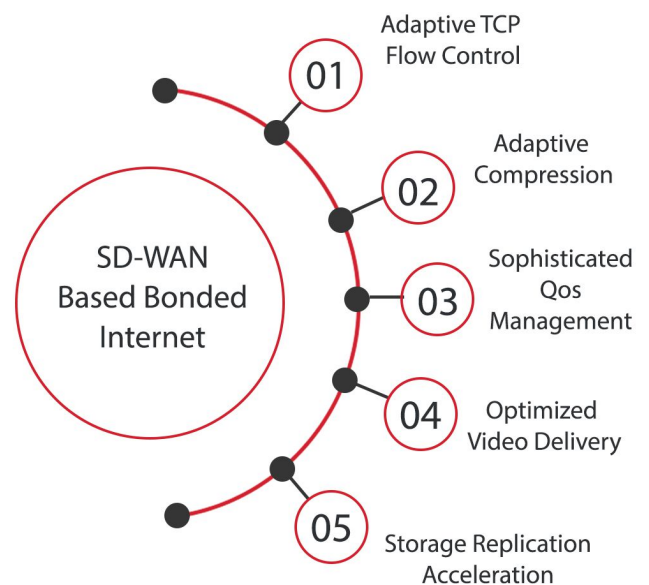 SD-WAN
Based Bonded
Internet
01
Adaptive TCP
Flow Control
02
Adaptive
Compression
03
Sophisticated
Qos
Management
04
Optimized
Video Delivery
05
Storage Replication
Acceleration